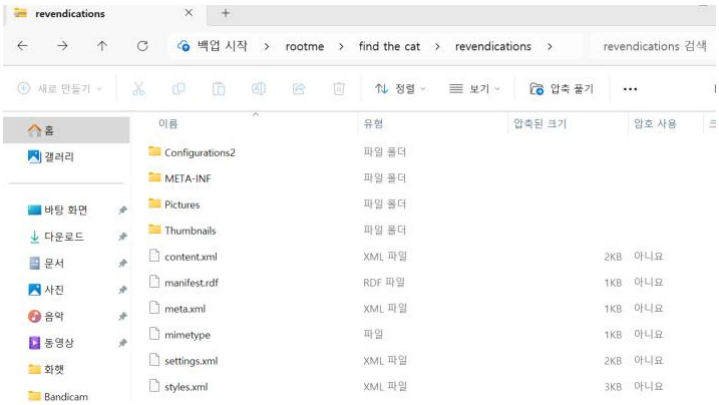 revendications
백업 시작 > rootme > find the cat > revendications > revendications 검색
새로 만들기 정렬 보기 압축 풀기 ...
이름 유형 압축된 크기 암호 사용
홈
갤러리
바탕 화면
다운로드
문서
사진
음악
동영상
화햇
Bandicam
Configurations2 파일 폴더
META-INF 파일 폴더
Pictures 파일 폴더
Thumbnails 파일 폴더
content.xml XML 파일 2KB 아니요
manifest.rdf RDF 파일 1KB 아니요
meta.xml XML 파일 1KB 아니요
mimetype 파일 1KB 아니요
settings.xml XML 파일 2KB 아니요
styles.xml XML 파일 3KB 아니요